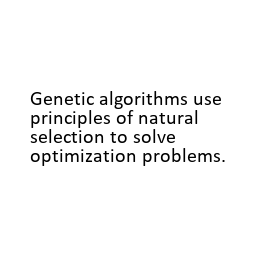 Genetic algorithms use
principles of natural
selection to solve
optimization problems.